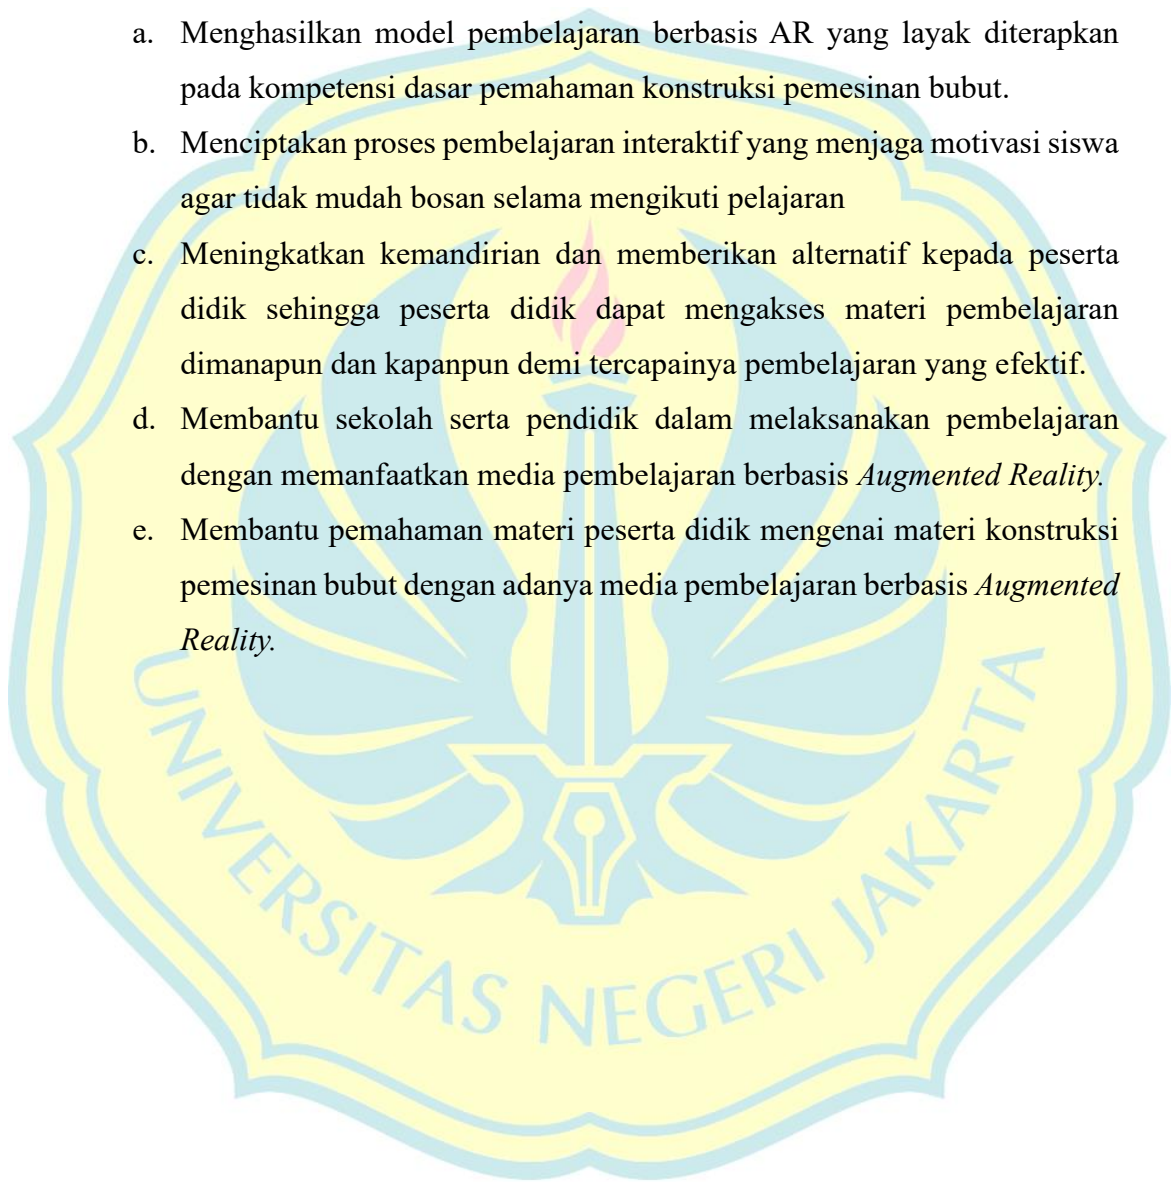 a. Menghasilkan model pembelajaran berbasis AR yang layak diterapkan
pada kompetensi dasar pemahaman konstruksi pemesinan bubut.
b. Menciptakan proses pembelajaran interaktif yang menjaga motivasi siswa
agar tidak mudah bosan selama mengikuti pelajaran
c. Meningkatkan kemandirian dan memberikan alternatif kepada peserta
didik sehingga peserta didik dapat mengakses materi pembelajaran
dimanapun dan kapanpun demi tercapainya pembelajaran yang efektif.
d. Membantu sekolah serta pendidik dalam melaksanakan pembelajaran
dengan memanfaatkan media pembelajaran berbasis Augmented Reality.
e. Membantu pemahaman materi peserta didik mengenai materi konstruksi
pemesinan bubut dengan adanya media pembelajaran berbasis Augmented
Reality.
UNIVERSITAS NEGERI JAKARTA